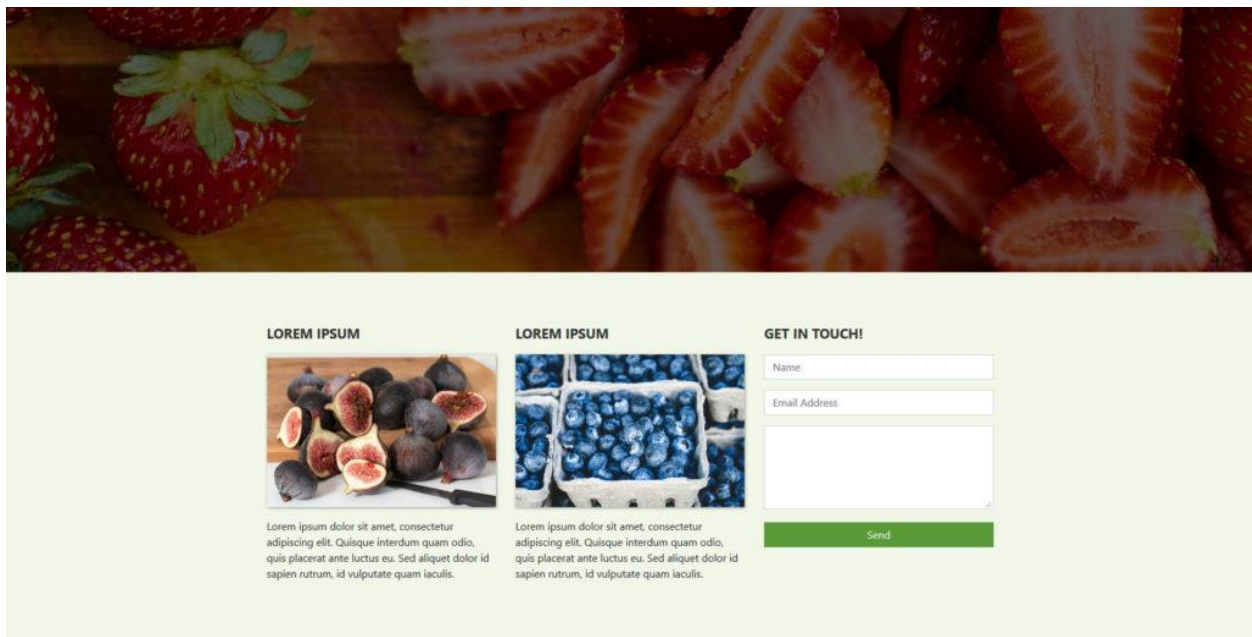 LOREM IPSUM
Lorem ipsum dolor sit amet, consectetur
adipiscing elit. Quisque interdum quam odio,
quis placerat ante luctus eu. Sed aliquet dolor id
sapien rutrum, id vulputate quam iaculis.
LOREM IPSUM
Lorem ipsum dolor sit amet, consectetur
adipiscing elit. Quisque interdum quam odio,
quis placerat ante luctus eu. Sed aliquet dolor id
sapien rutrum, id vulputate quam iaculis.
GET IN TOUCH!
Name
Email Address
Send